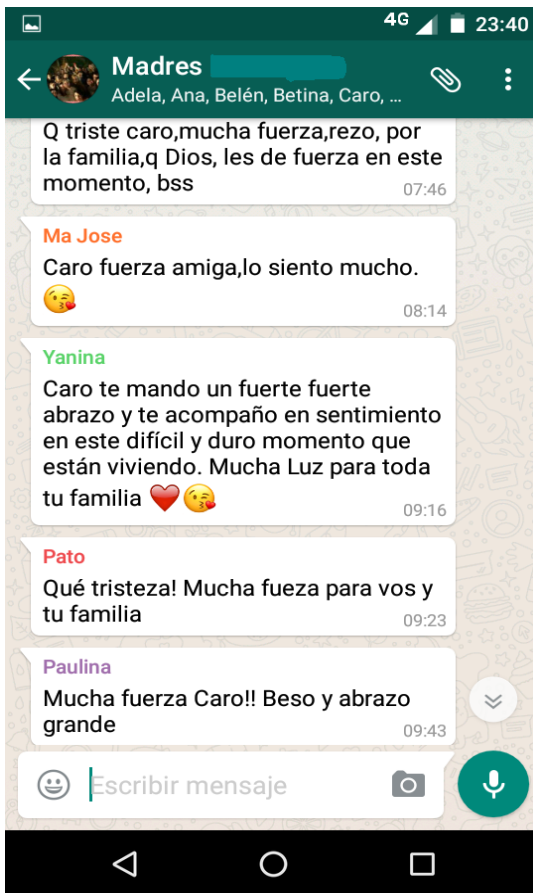 4G 23:40
Madres
Adela, Ana, Belén, Betina, Caro, ...
Q triste caro,mucha fuerza,rezo, por
la familia,q Dios, les de fuerza en este
momento, bss
07:46
Ma Jose
Caro fuerza amiga,lo siento mucho.
😘
08:14
Yanina
Caro te mando un fuerte fuerte
abrazo y te acompaño en sentimiento
en este difícil y duro momento que
están viviendo. Mucha Luz para toda
tu familia ❤️😘
09:16
Pato
Qué tristeza! Mucha fueza para vos y
tu familia
09:23
Paulina
Mucha fuerza Caro!! Beso y abrazo
grande
09:43
Escribir mensaje